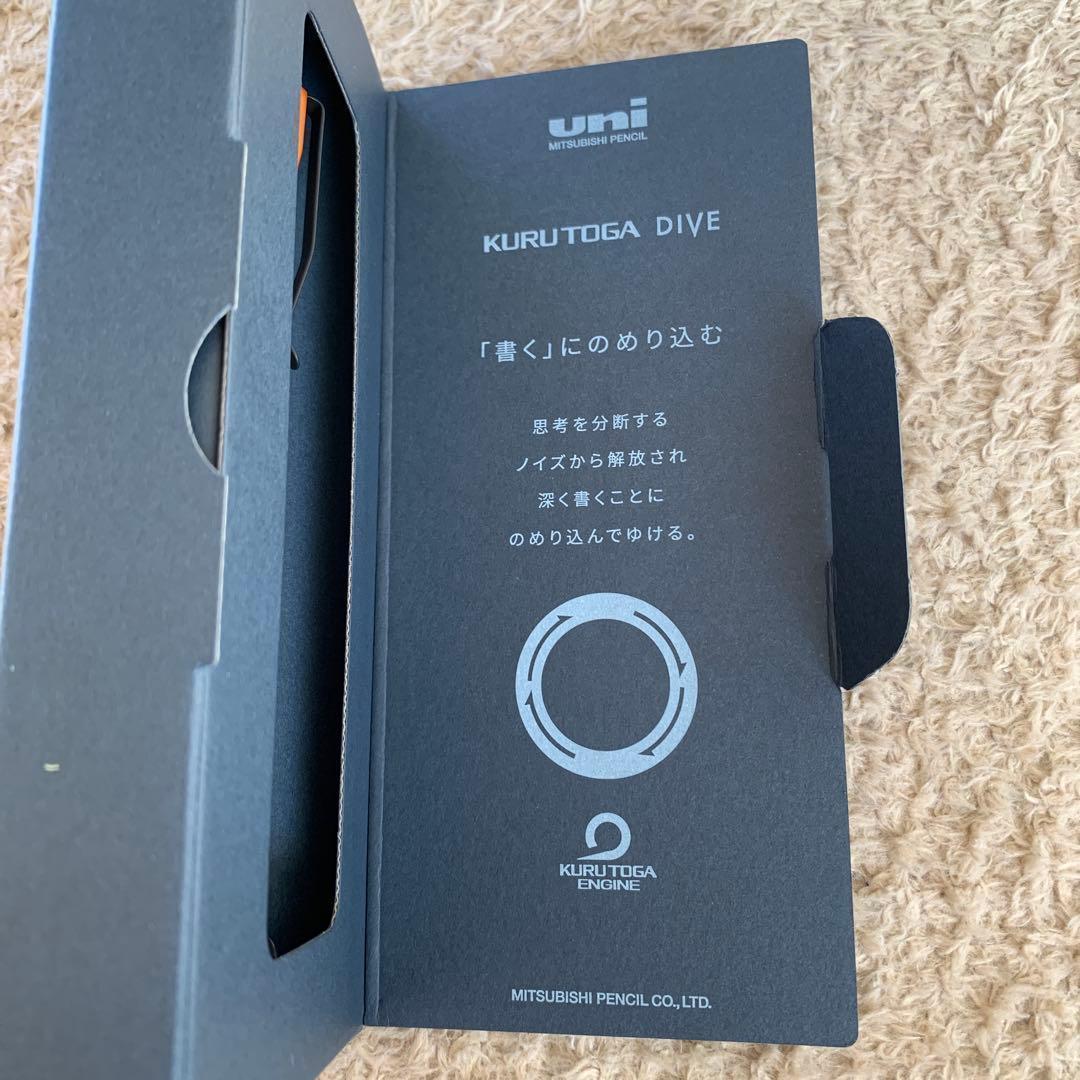 uni
MITSUBISHI PENCIL
KURUTOGA DIVE
「書く」にのめり込む
思考を分断する
ノイズから解放され
深く書くことに
のめり込んでゆける。
KURUTOGA
ENGINE
MITSUBISHI PENCIL CO.,LTD.